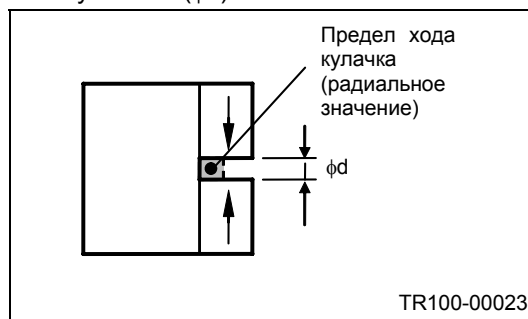 Предел хода
кулачка
(радиальное
значение)
ϕd
TR100-00023